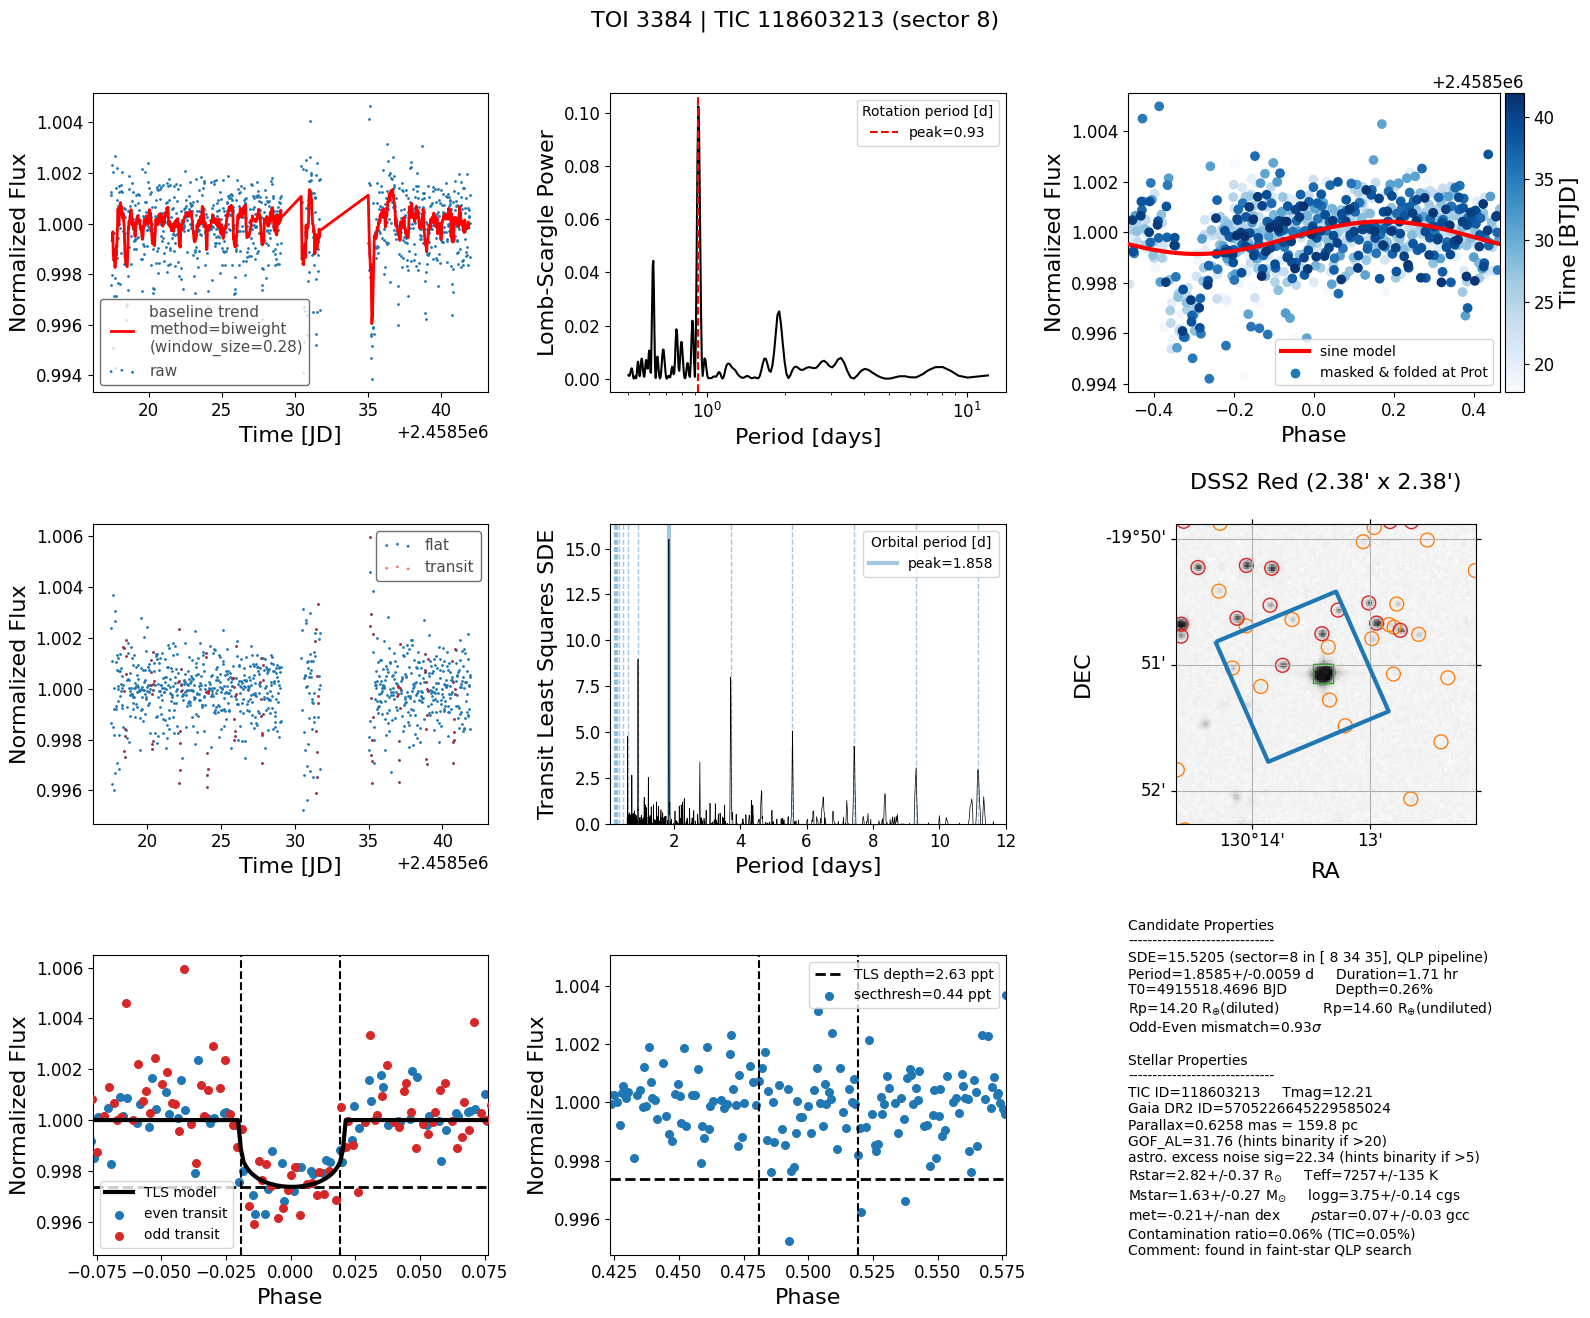 TOI 3384 | TIC 118603213 (sector 8)
Normalized Flux
1.004
1.002
1.000
0.998
0.996
0.994
baseline trend
method=biweight
(window_size=0.28)
raw
20 25 30 35 40
Time [JD]
+2.4585e6
Lomb-Scargle Power
0.10
0.08
0.06
0.04
0.02
0.00
Rotation period [d]
peak=0.93
10^0 10^1
Period [days]
Normalized Flux
1.004
1.002
1.000
0.998
0.996
0.994
sine model
masked & folded at Prot
−0.4 −0.2 0.0 0.2 0.4
Phase
+2.4585e6
40
35
30
25
20
Time [BTJD]
Normalized Flux
1.006
1.004
1.002
1.000
0.998
0.996
flat
transit
20 25 30 35 40
Time [JD]
+2.4585e6
Transit Least Squares SDE
15.0
12.5
10.0
7.5
5.0
2.5
0.0
Orbital period [d]
peak=1.858
2 4 6 8 10 12
Period [days]
DSS2 Red (2.38' x 2.38')
DEC
-19°50'
51'
52'
130°14' 13'
RA
Normalized Flux
1.006
1.004
1.002
1.000
0.998
0.996
TLS model
even transit
odd transit
−0.075 −0.050 −0.025 0.000 0.025 0.050 0.075
Phase
Normalized Flux
1.004
1.002
1.000
0.998
0.996
TLS depth=2.63 ppt
secthresh=0.44 ppt
0.425 0.450 0.475 0.500 0.525 0.550 0.575
Phase
Candidate Properties
------------------------------
SDE=15.5205 (sector=8 in [ 8 34 35], QLP pipeline)
Period=1.8585+/-0.0059 d Duration=1.71 hr
T0=4915518.4696 BJD Depth=0.26%
Rp=14.20 R⊕(diluted) Rp=14.60 R⊕(undiluted)
Odd-Even mismatch=0.93σ
Stellar Properties
------------------------------
TIC ID=118603213 Tmag=12.21
Gaia DR2 ID=5705226645229585024
Parallax=0.6258 mas = 159.8 pc
GOF_AL=31.76 (hints binarity if >20)
astro. excess noise sig=22.34 (hints binarity if >5)
Rstar=2.82+/-0.37 R⊙ Teff=7257+/-135 K
Mstar=1.63+/-0.27 M⊙ logg=3.75+/-0.14 cgs
met=-0.21+/-nan dex ρstar=0.07+/-0.03 gcc
Contamination ratio=0.06% (TIC=0.05%)
Comment: found in faint-star QLP search